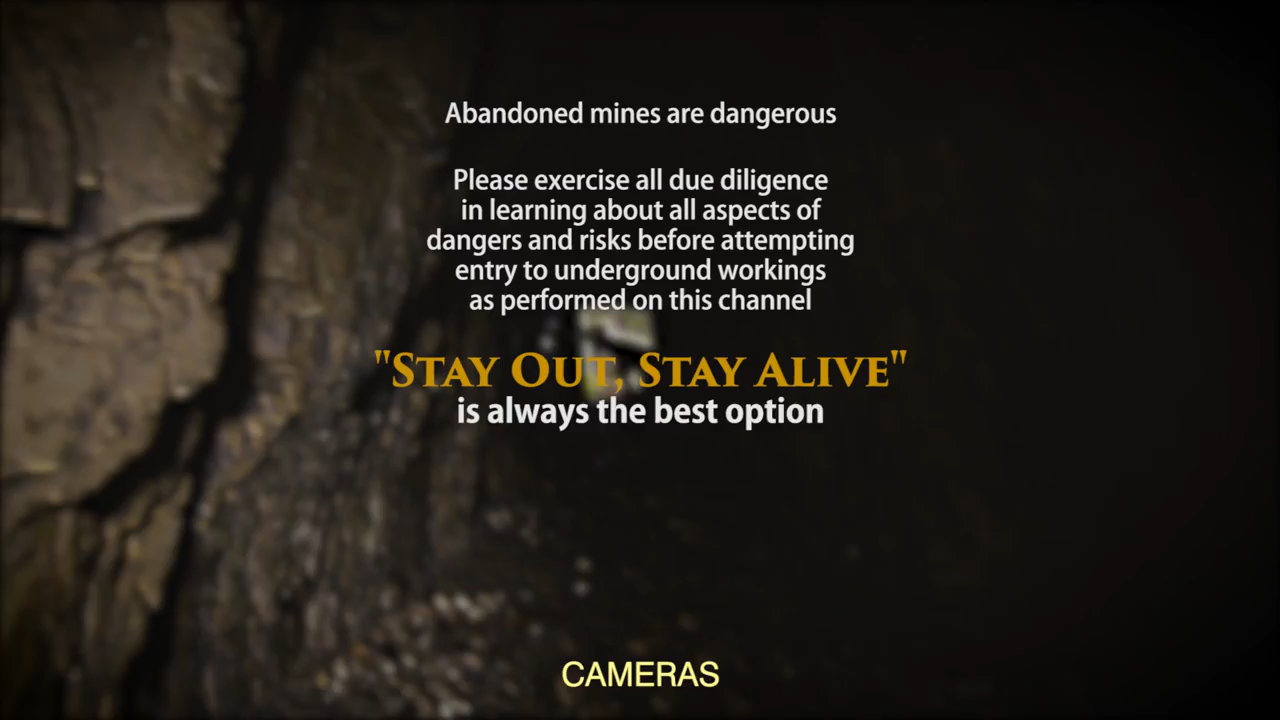 Abandoned mines are dangerous
Please exercise all due diligence
in learning about all aspects of
dangers and risks before attempting
entry to underground workings
as performed on this channel
"Stay Out, Stay Alive"
is always the best option
CAMERAS